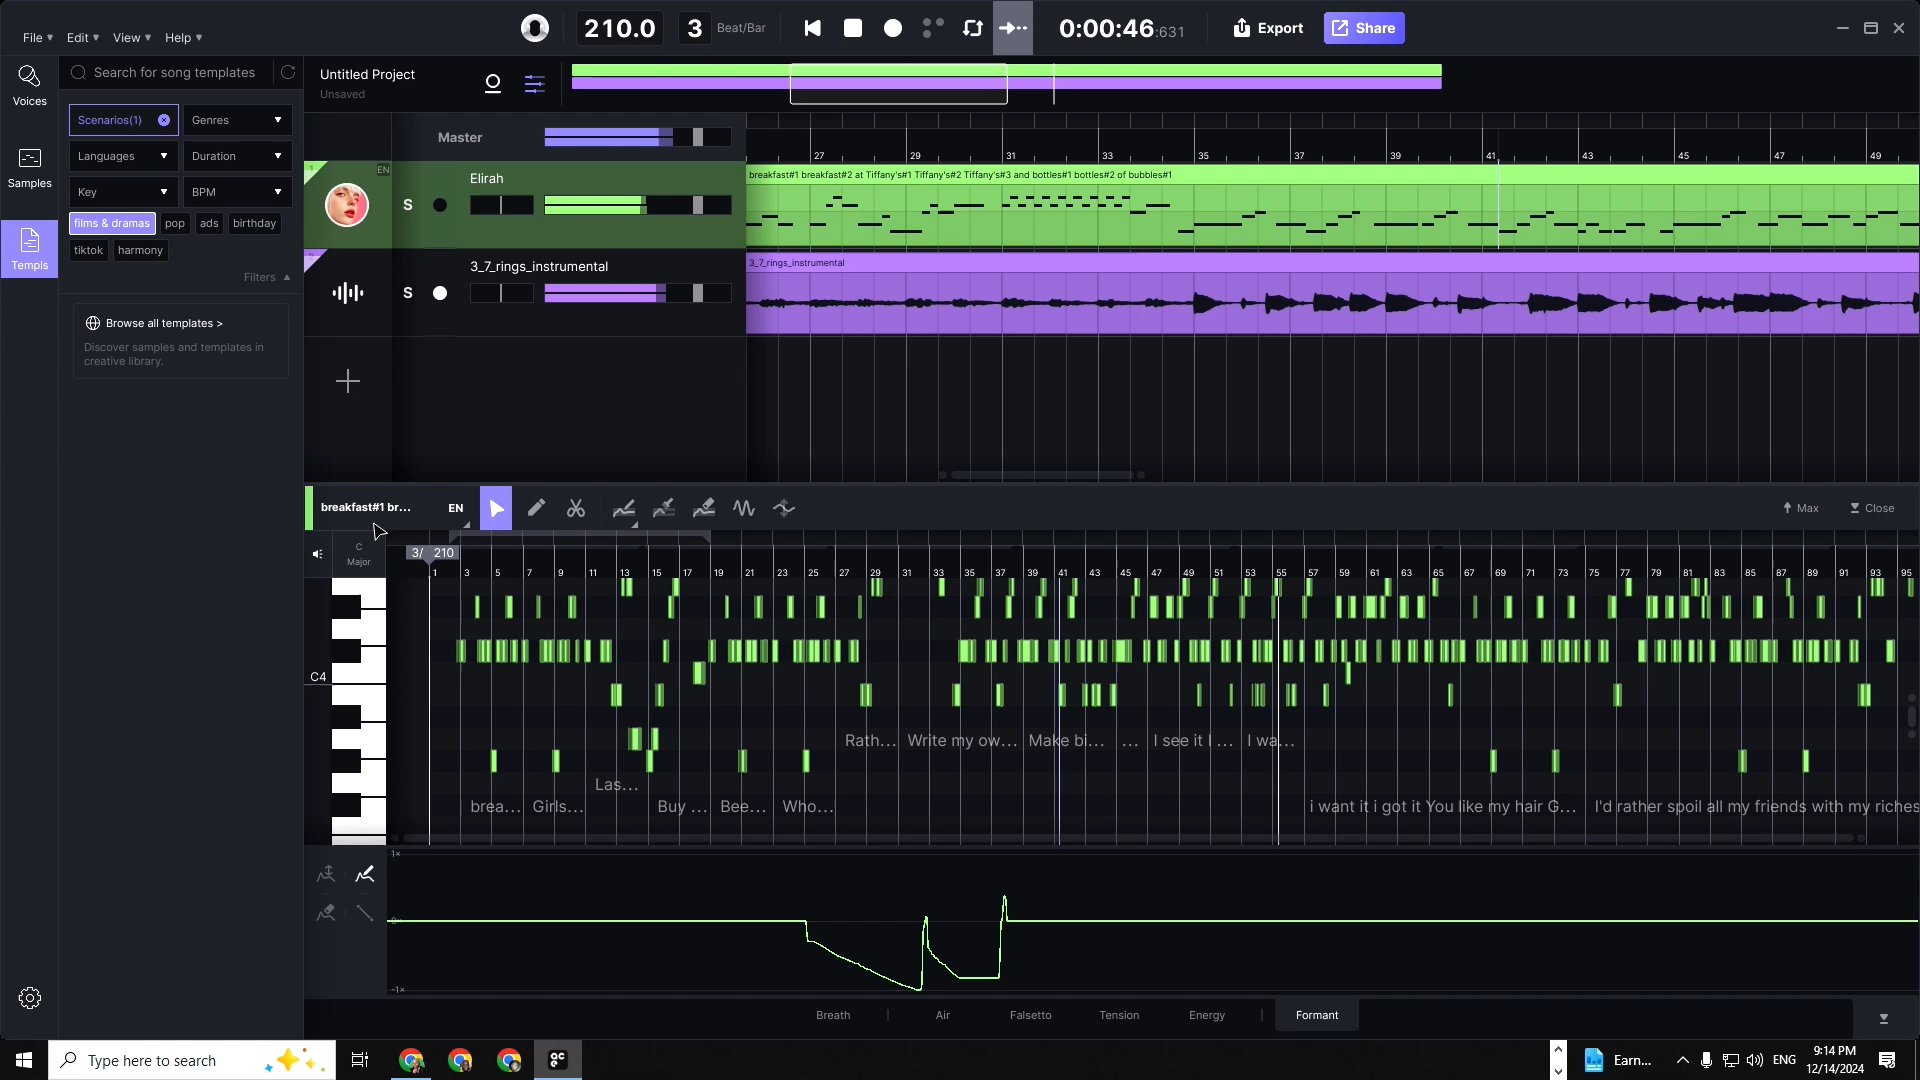 File
Edit
View
Help
210.0
3
Beat/Bar
0:00:46:631
Export
Share
Voices
Samples
Templs
Search for song templates
Scenarios(1)
Genres
Languages
Duration
Key
BPM
films & dramas
pop
ads
birthday
tiktok
harmony
Filters
Browse all templates >
Discover samples and templates in
creative library.
Untitled Project
Unsaved
Master
27
29
31
33
35
37
39
41
43
45
47
49
EN
Elirah
S
breakfast#1 breakfast#2 at Tiffany's#1 Tiffany's#2 Tiffany's#3 and bottles#1 bottles#2 of bubbles#1
3_7_rings_instrumental
S
3_7_rings_instrumental
breakfast#1 br...
EN
Max
Close
C
Major
3/ 210
1 3 5 7 9 11 13 15 17 19 21 23 25 27 29 31 33 35 37 39 41 43 45 47 49 51 53 55 57 59 61 63 65 67 69 71 73 75 77 79 81 83 85 87 89 91 93 95
C4
Rath... Write my ow... Make bi... ... I see it I ... I wa...
Las...
brea... Girls... Buy ... Bee... Who... i want it i got it You like my hair G... I'd rather spoil all my friends with my riches
1×
0×
-1×
Breath
Air
Falsetto
Tension
Energy
Formant
Type here to search
Earn...
ENG
9:14 PM
12/14/2024